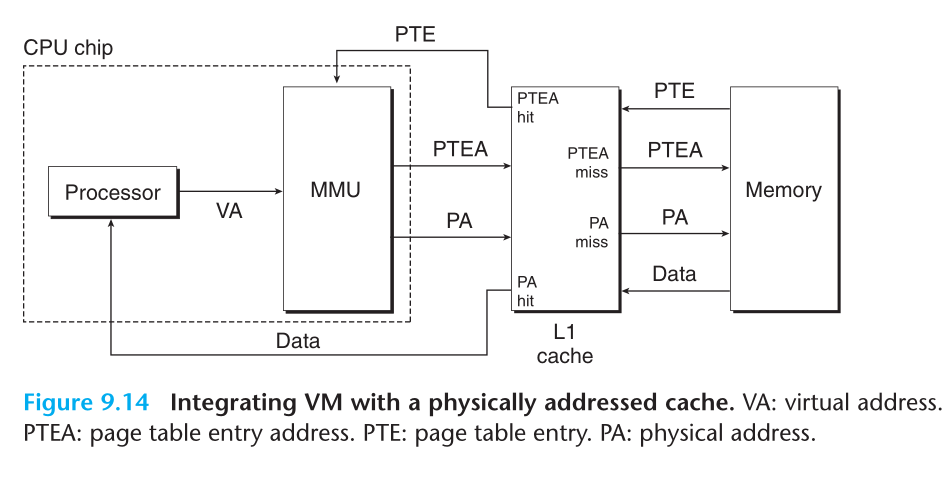 CPU chip
PTE
PTEA
hit
PTE
PTEA
PTEA
miss
PTEA
Processor
VA
MMU
Memory
PA
PA
miss
PA
PA
hit
Data
Data
L1
cache
Figure 9.14 Integrating VM with a physically addressed cache. VA: virtual address.
PTEA: page table entry address. PTE: page table entry. PA: physical address.